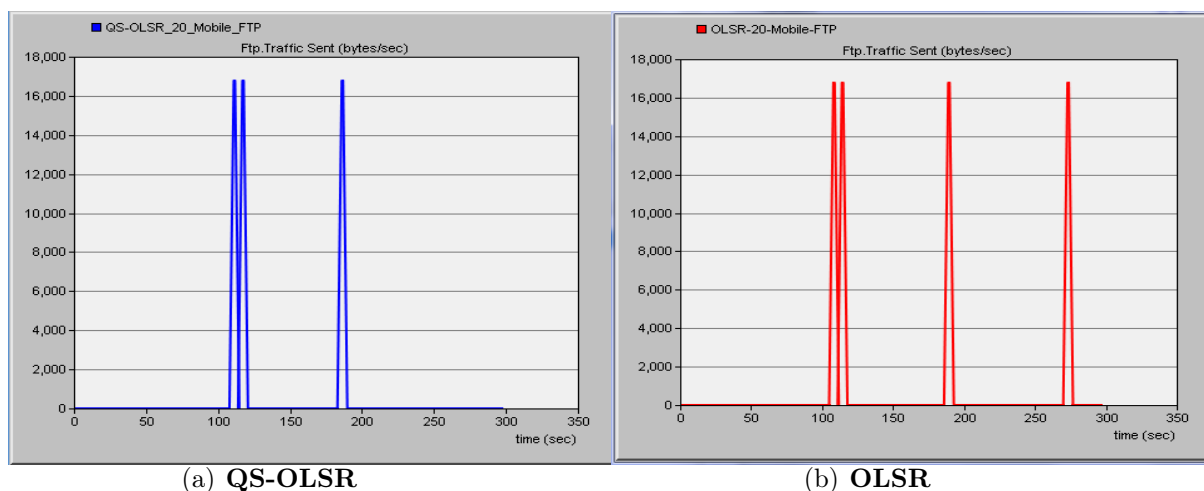 QS-OLSR_20_Mobile_FTP
Ftp.Traffic Sent (bytes/sec)
18,000
16,000
14,000
12,000
10,000
8,000
6,000
4,000
2,000
0
0 50 100 150 200 250 300 350
time (sec)
(a) QS-OLSR
OLSR-20-Mobile-FTP
Ftp.Traffic Sent (bytes/sec)
18,000
16,000
14,000
12,000
10,000
8,000
6,000
4,000
2,000
0
0 50 100 150 200 250 300 350
time (sec)
(b) OLSR